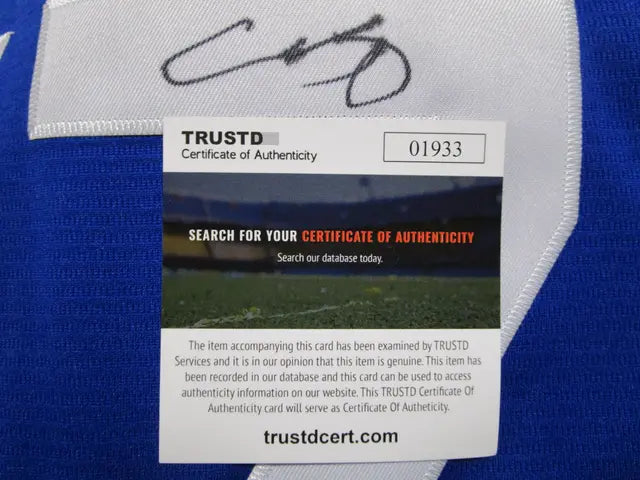 TRUSTD
Certificate of Authenticity
01933
SEARCH FOR YOUR CERTIFICATE OF AUTHENTICITY
Search our database today.
The item accompanying this card has been examined by TRUSTD
Services and it is in our opinion that this item is genuine. This item has
been recorded in our database and this card can be used to access
authenticity information on our website. This TRUSTD Certificate Of
Authenticity card will serve as Certificate Of Autheticity.
trustdcert.com